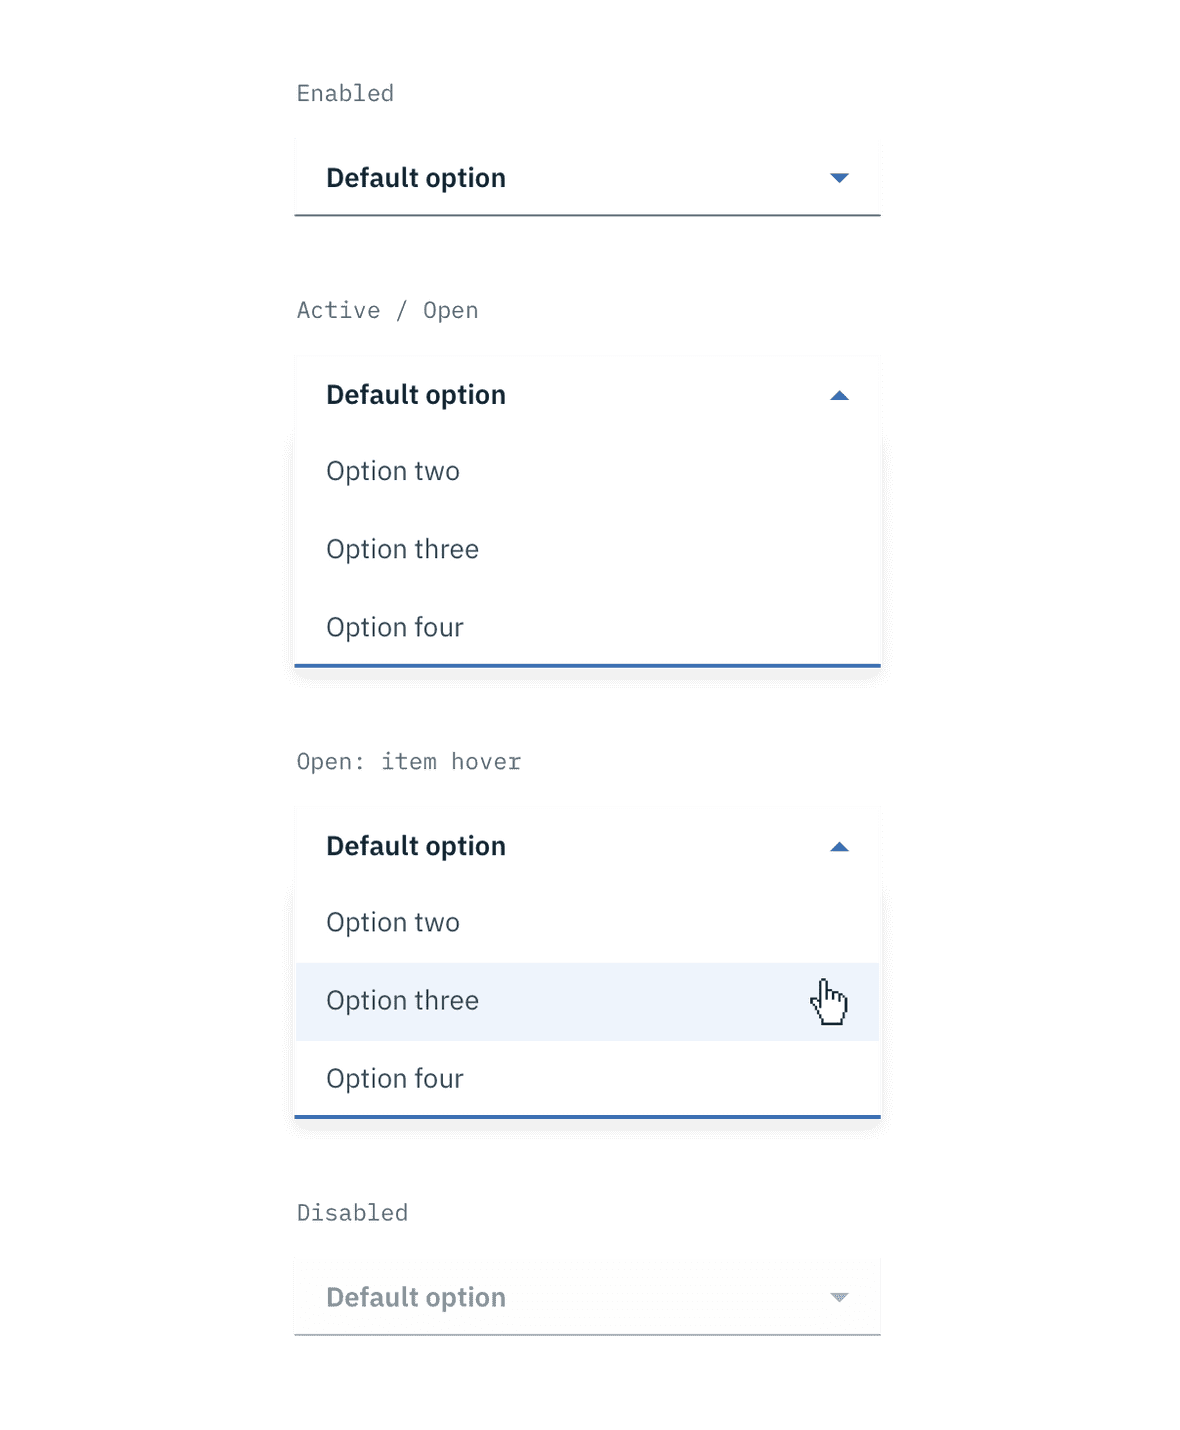 Enabled
Default option
Active / Open
Default option
Option two
Option three
Option four
Open: item hover
Default option
Option two
Option three
Option four
Disabled
Default option